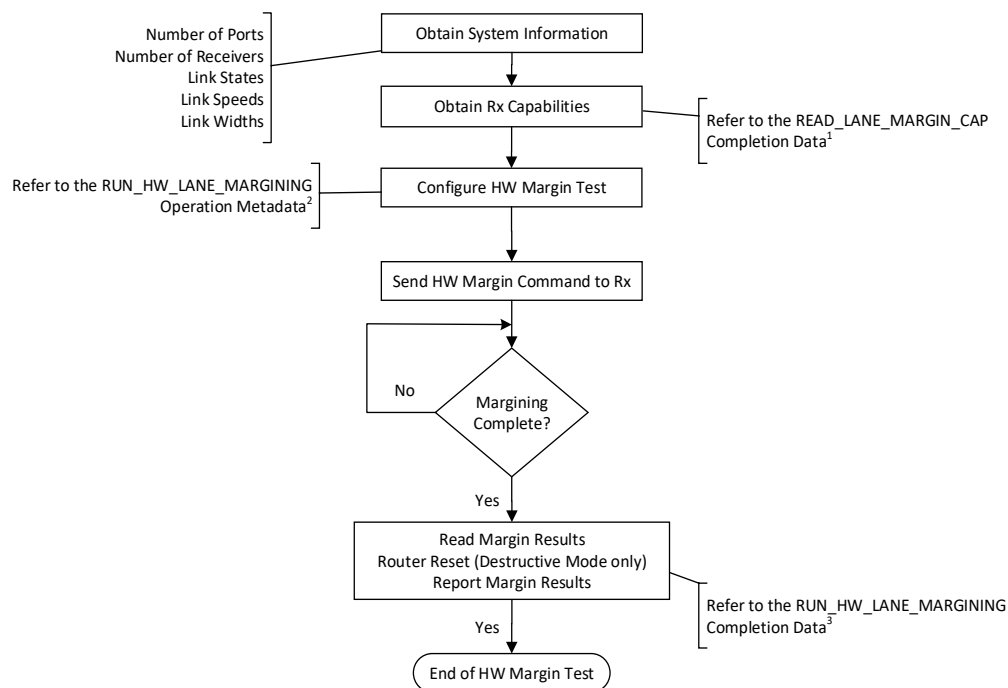 Number of Ports
Number of Receivers
Link States
Link Speeds
Link Widths
Obtain System Information
Obtain Rx Capabilities
Refer to the READ_LANE_MARGIN_CAP
Completion Data1
Refer to the RUN_HW_LANE_MARGINING
Operation Metadata2
Configure HW Margin Test
Send HW Margin Command to Rx
No
Margining
Complete?
Yes
Read Margin Results
Router Reset (Destructive Mode only)
Report Margin Results
Refer to the RUN_HW_LANE_MARGINING
Completion Data3
Yes
End of HW Margin Test